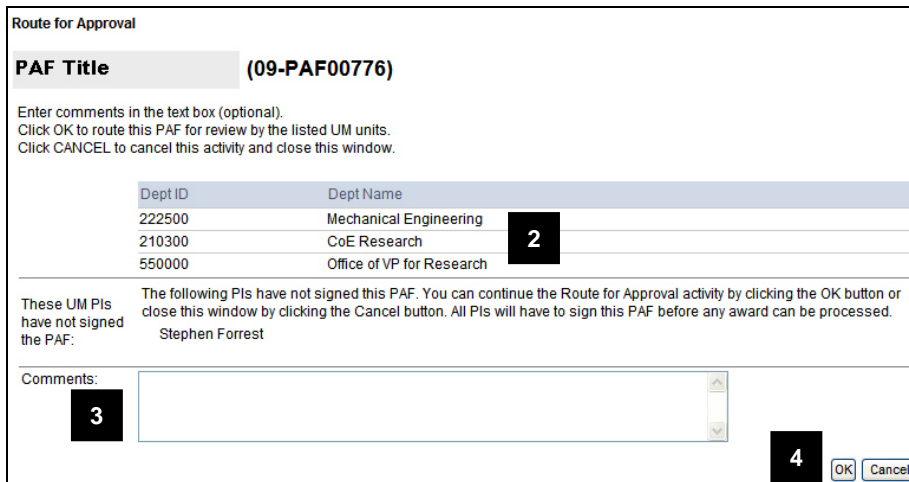 Route for Approval
PAF Title (09-PAF00776)
Enter comments in the text box (optional).
Click OK to route this PAF for review by the listed UM units.
Click CANCEL to cancel this activity and close this window.
Dept ID Dept Name
222500 Mechanical Engineering
210300 CoE Research
550000 Office of VP for Research
2
These UM PIs
have not signed
the PAF:
The following PIs have not signed this PAF. You can continue the Route for Approval activity by clicking the OK button or
close this window by clicking the Cancel button. All PIs will have to sign this PAF before any award can be processed.
Stephen Forrest
Comments:
3
4
OK Cancel